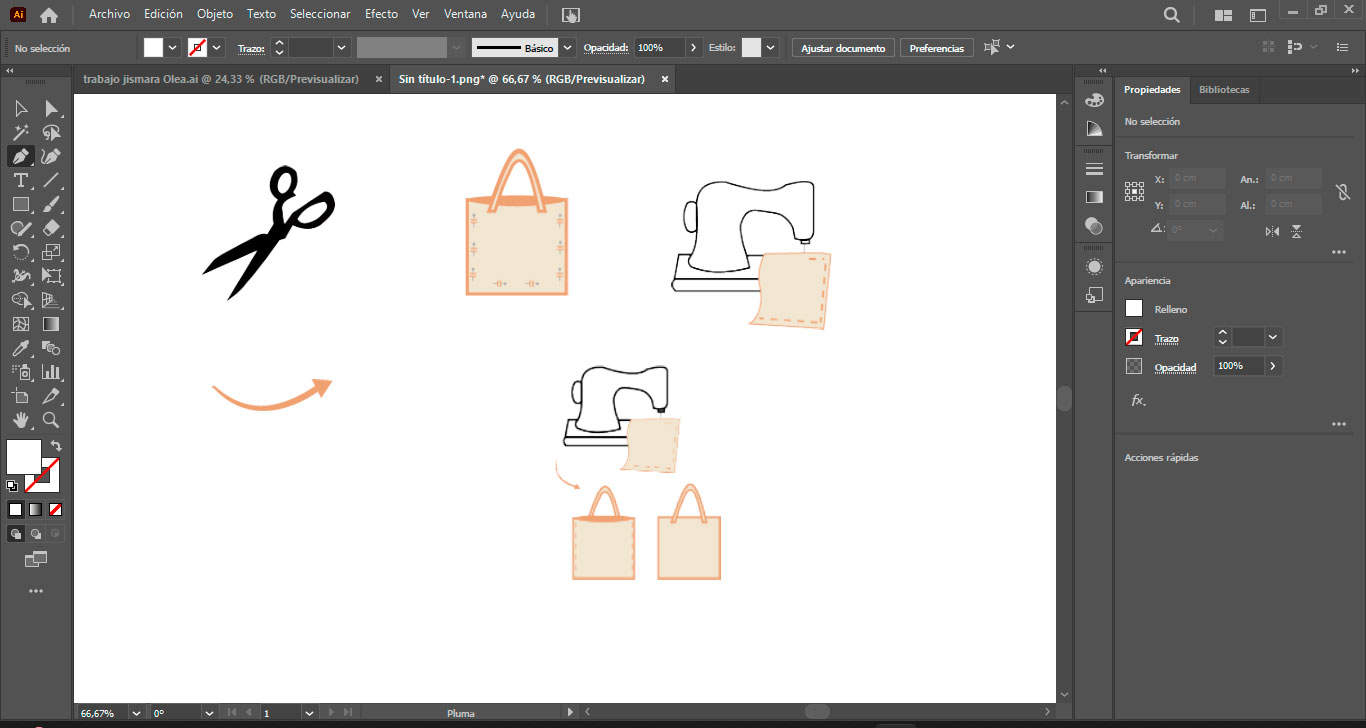 Ai Archivo Edición Objeto Texto Seleccionar Efecto Ver Ventana Ayuda
No selección Trazo: Básico Opacidad: 100% Estilo: Ajustar documento Preferencias
trabajo jismara Olea.ai @ 24,33 % (RGB/Previsualizar) × Sin título-1.png* @ 66,67 % (RGB/Previsualizar) ×
Propiedades Bibliotecas
No selección
Transformar
X: 0 cm An.: 0 cm
Y: 0 cm Al.: 0 cm
0°
Apariencia
Relleno
Trazo
Opacidad 100%
fx.
Acciones rápidas
66,67% 0° 1 Pluma